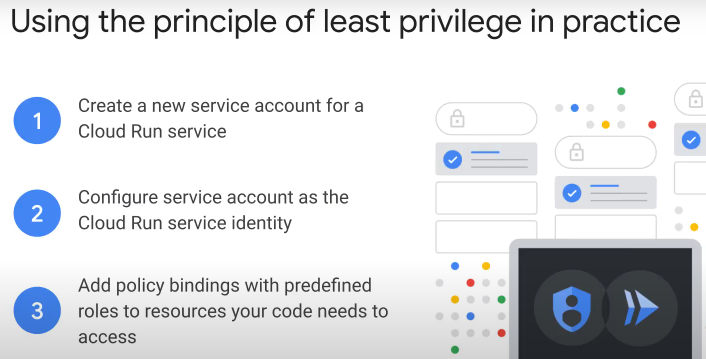 Using the principle of least privilege in practice
1
Create a new service account for a
Cloud Run service
2
Configure service account as the
Cloud Run service identity
3
Add policy bindings with predefined
roles to resources your code needs to
access